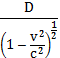 D
(1 − v²/c²)^(1/2)